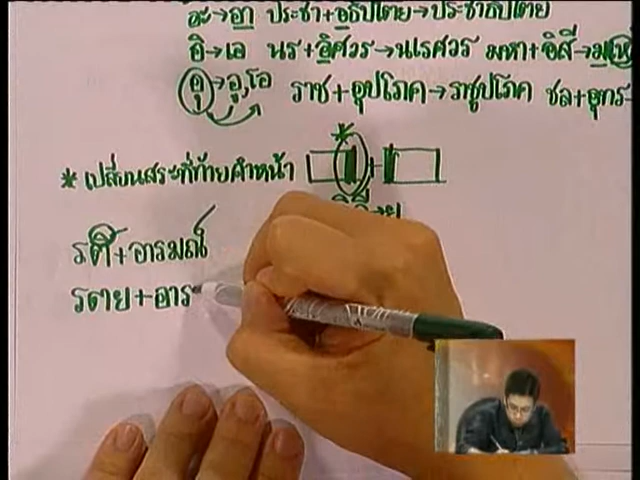 อะ→อา ประชา+อธิปไตย→ประชาธิปไตย
อิ→เอ นร+อิศวร→นเรศวร มหา+อิสี→มเห
อุ→อู,โอ ราช+อุปโภค→ราชูปโภค ชล+อุทร
* เปลี่ยนสระที่ท้ายคำหน้า
รติ+อารมณ์
รตย+อาร